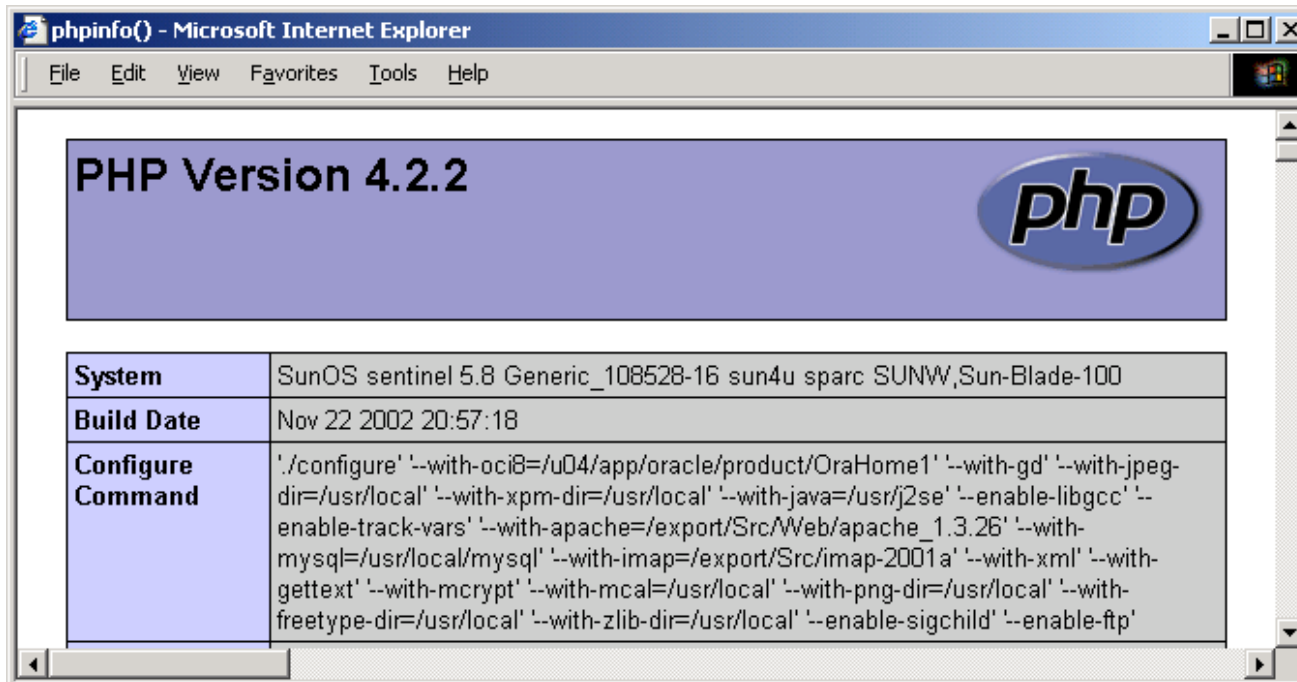 phpinfo() - Microsoft Internet Explorer
File Edit View Favorites Tools Help
PHP Version 4.2.2
php
System SunOS sentinel 5.8 Generic_108528-16 sun4u sparc SUNW,Sun-Blade-100
Build Date Nov 22 2002 20:57:18
Configure './configure' '--with-oci8=/u04/app/oracle/product/OraHome1' '--with-gd' '--with-jpeg-
Command dir=/usr/local' '--with-xpm-dir=/usr/local' '--with-java=/usr/j2se' '--enable-libgcc' '--
enable-track-vars' '--with-apache=/export/Src/Web/apache_1.3.26' '--with-
mysql=/usr/local/mysql' '--with-imap=/export/Src/imap-2001a' '--with-xml' '--with-
gettext' '--with-mcrypt' '--with-mcal=/usr/local' '--with-png-dir=/usr/local' '--with-
freetype-dir=/usr/local' '--with-zlib-dir=/usr/local' '--enable-sigchild' '--enable-ftp'